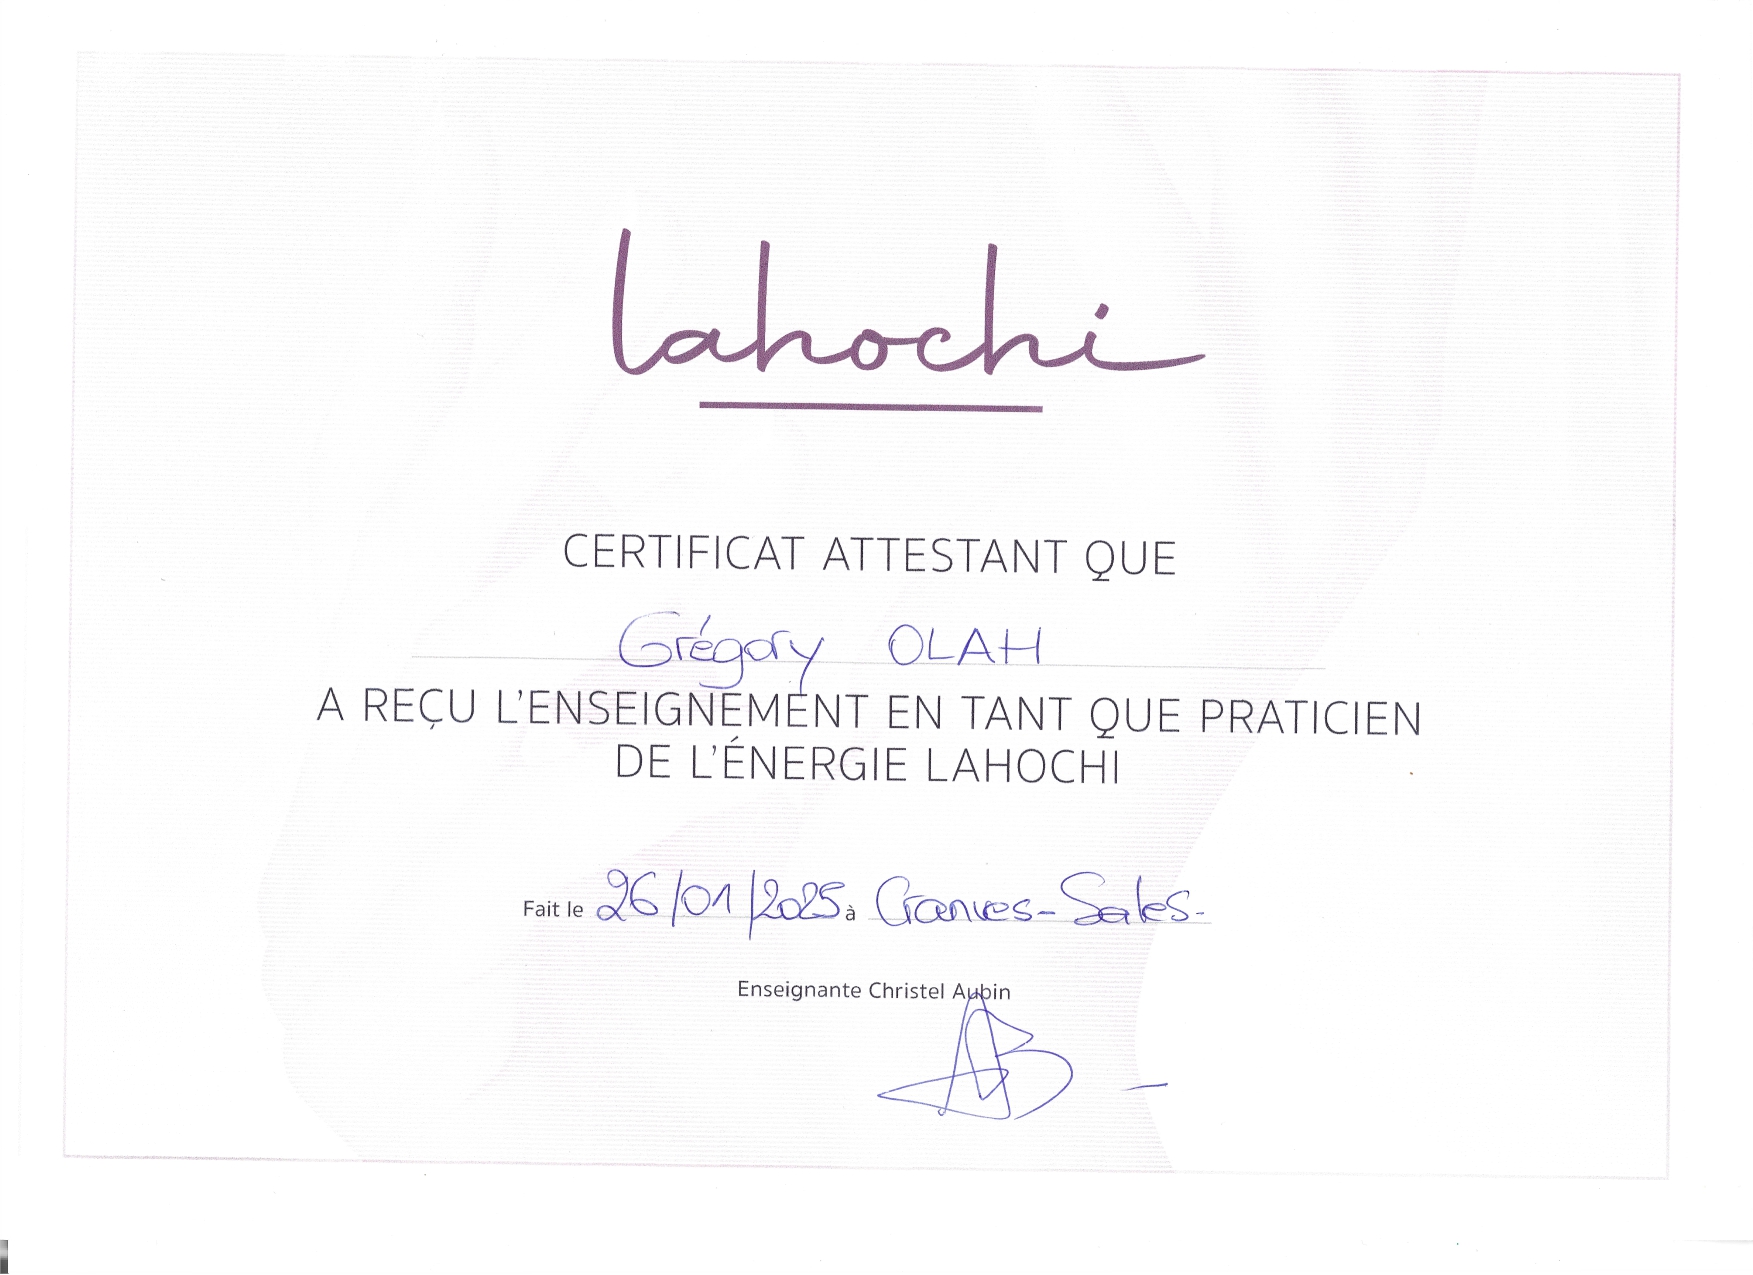 lahochi
CERTIFICAT ATTESTANT QUE
Grégory OLAH
A REÇU L'ENSEIGNEMENT EN TANT QUE PRATICIEN
DE L'ÉNERGIE LAHOCHI
Fait le 26/01/2025 à Cranves-Sales-
Enseignante Christel Aubin
AB